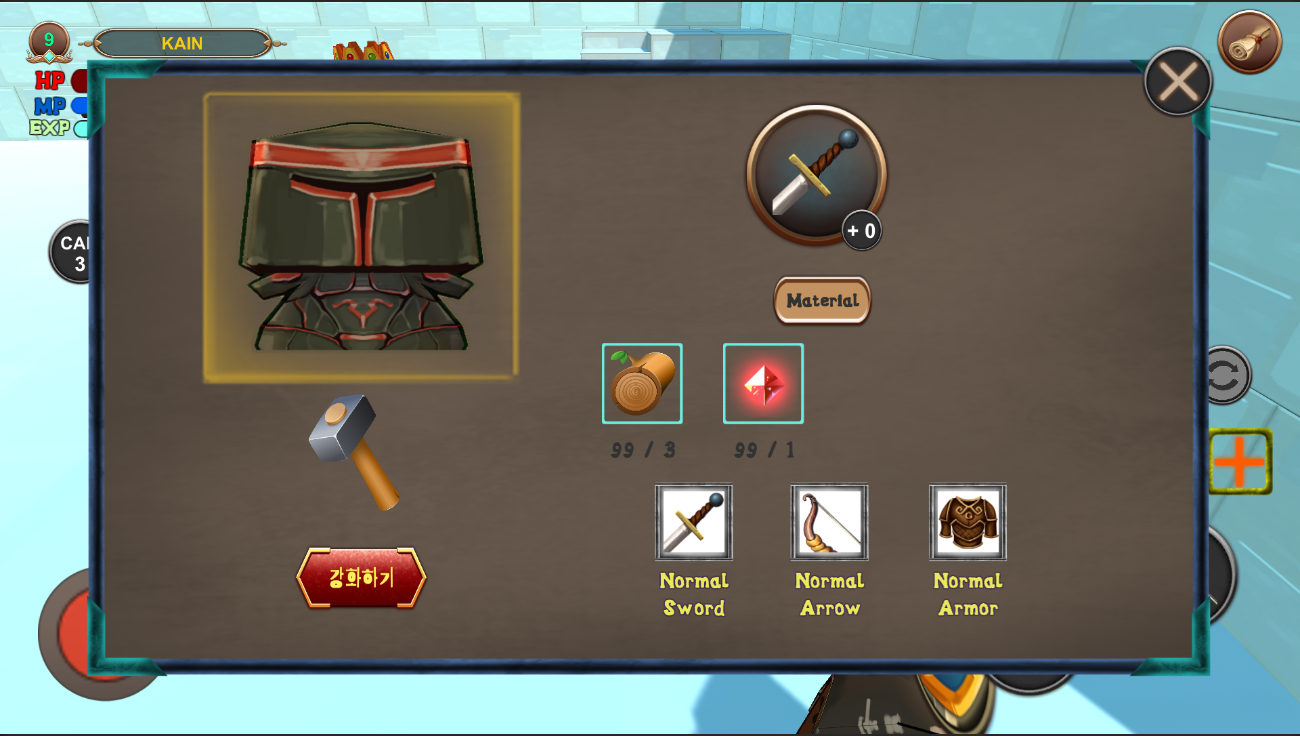 9
KAIN
HP
MP
EXP
3
+ 0
Material
99 / 3
99 / 1
강화하기
Normal
Sword
Normal
Arrow
Normal
Armor